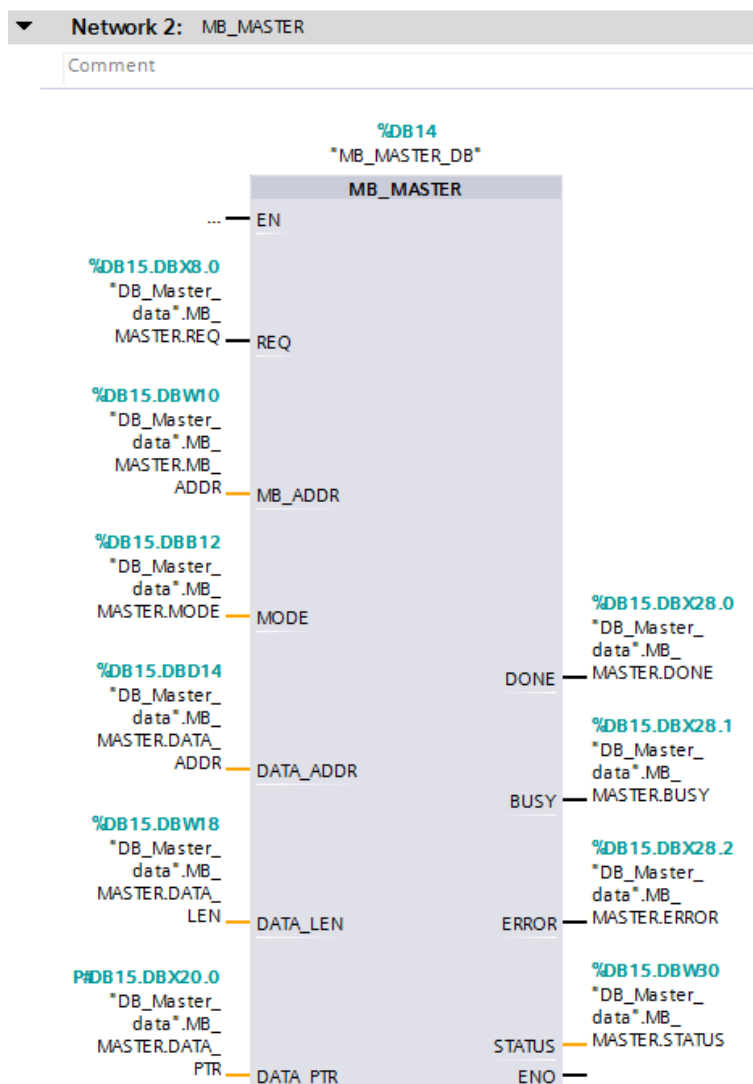 Network 2: MB_MASTER
Comment
%DB14
"MB_MASTER_DB"
MB_MASTER
... EN
%DB15.DBX8.0
"DB_Master_
data".MB_
MASTER.REQ
REQ
%DB15.DBW10
"DB_Master_
data".MB_
MASTER.MB_
ADDR
MB_ADDR
%DB15.DBB12
"DB_Master_
data".MB_
MASTER.MODE
MODE
%DB15.DBD14
"DB_Master_
data".MB_
MASTER.DATA_
ADDR
DATA_ADDR
%DB15.DBW18
"DB_Master_
data".MB_
MASTER.DATA_
LEN
DATA_LEN
P#DB15.DBX20.0
"DB_Master_
data".MB_
MASTER.DATA_
PTR
DATA_PTR
%DB15.DBX28.0
"DB_Master_
data".MB_
MASTER.DONE
DONE
%DB15.DBX28.1
"DB_Master_
data".MB_
MASTER.BUSY
BUSY
%DB15.DBX28.2
"DB_Master_
data".MB_
MASTER.ERROR
ERROR
%DB15.DBW30
"DB_Master_
data".MB_
MASTER.STATUS
STATUS
ENO